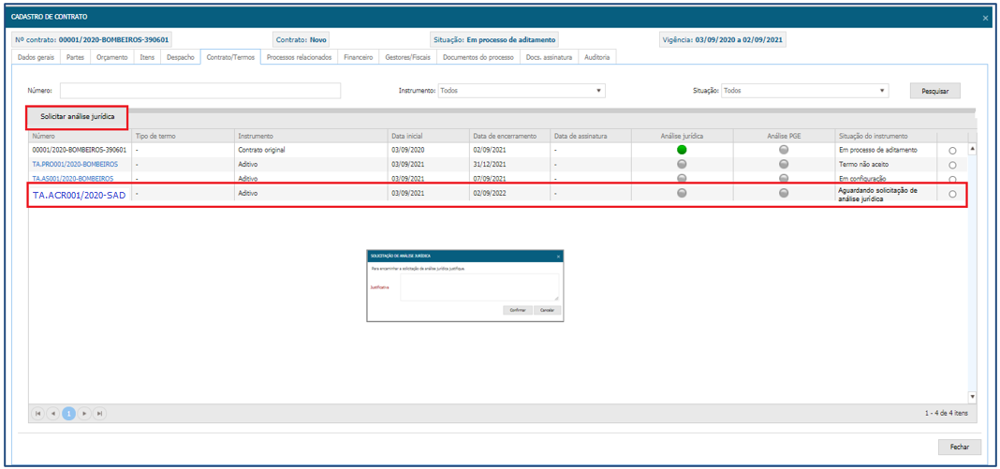 CADASTRO DE CONTRATO
Nº contrato: 00001/2020-BOMBEIROS-390601 Contrato: Novo Situação: Em processo de aditamento Vigência: 03/09/2020 a 02/09/2021
Dados gerais Partes Orçamento Itens Despacho Contrato/Termos Processos relacionados Financeiro Gestores/Fiscais Documentos do processo Docs. assinatura Auditoria
Número: Instrumento: Todos Situação: Todos Pesquisar
Solicitar análise jurídica
Número Tipo de termo Instrumento Data inicial Data de encerramento Data de assinatura Análise jurídica Análise PGE Situação do instrumento
00001/2020-BOMBEIROS-390601 - Contrato original 03/09/2020 02/09/2021 - Em processo de aditamento
TA.PRO001/2020-BOMBEIROS - Aditivo 03/09/2021 31/12/2021 - Termo não aceito
TA.AS001/2020-BOMBEIROS - Aditivo 03/09/2021 07/09/2021 - Em configuração
TA.ACR001/2020-SAD - Aditivo 03/09/2021 02/09/2022 - Aguardando solicitação de
análise jurídica
SOLICITAÇÃO DE ANÁLISE JURÍDICA
Para encaminhar a solicitação de análise jurídica justifique
Justificativa
Confirmar Cancelar
1 1 - 4 de 4 itens
Fechar